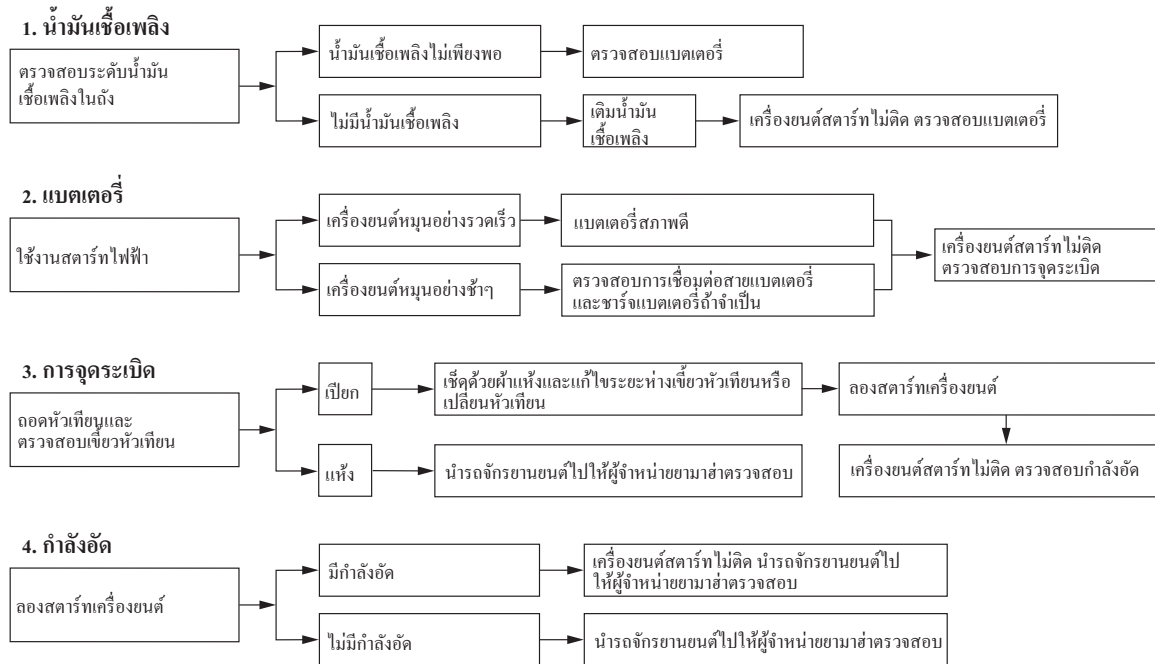 1. น้ำมันเชื้อเพลิง
ตรวจสอบระดับน้ำมัน
เชื้อเพลิงในถัง
น้ำมันเชื้อเพลิงไม่เพียงพอ
ตรวจสอบแบตเตอรี่
ไม่มีน้ำมันเชื้อเพลิง
เติมน้ำมัน
เชื้อเพลิง
เครื่องยนต์สตาร์ทไม่ติด ตรวจสอบแบตเตอรี่
2. แบตเตอรี่
ใช้งานสตาร์ทไฟฟ้า
เครื่องยนต์หมุนอย่างรวดเร็ว
แบตเตอรี่สภาพดี
เครื่องยนต์หมุนอย่างช้าๆ
ตรวจสอบการเชื่อมต่อสายแบตเตอรี่
และชาร์จแบตเตอรี่ถ้าจำเป็น
เครื่องยนต์สตาร์ทไม่ติด
ตรวจสอบการจุดระเบิด
3. การจุดระเบิด
ถอดหัวเทียนและ
ตรวจสอบเขี้ยวหัวเทียน
เปียก
เช็ดด้วยผ้าแห้งและแก้ไขระยะห่างเขี้ยวหัวเทียนหรือ
เปลี่ยนหัวเทียน
ลองสตาร์ทเครื่องยนต์
แห้ง
นำรถจักรยานยนต์ไปให้ผู้จำหน่ายยามาฮ่าตรวจสอบ
เครื่องยนต์สตาร์ทไม่ติด ตรวจสอบกำลังอัด
4. กำลังอัด
ลองสตาร์ทเครื่องยนต์
มีกำลังอัด
เครื่องยนต์สตาร์ทไม่ติด นำรถจักรยานยนต์ไป
ให้ผู้จำหน่ายยามาฮ่าตรวจสอบ
ไม่มีกำลังอัด
นำรถจักรยานยนต์ไปให้ผู้จำหน่ายยามาฮ่าตรวจสอบ